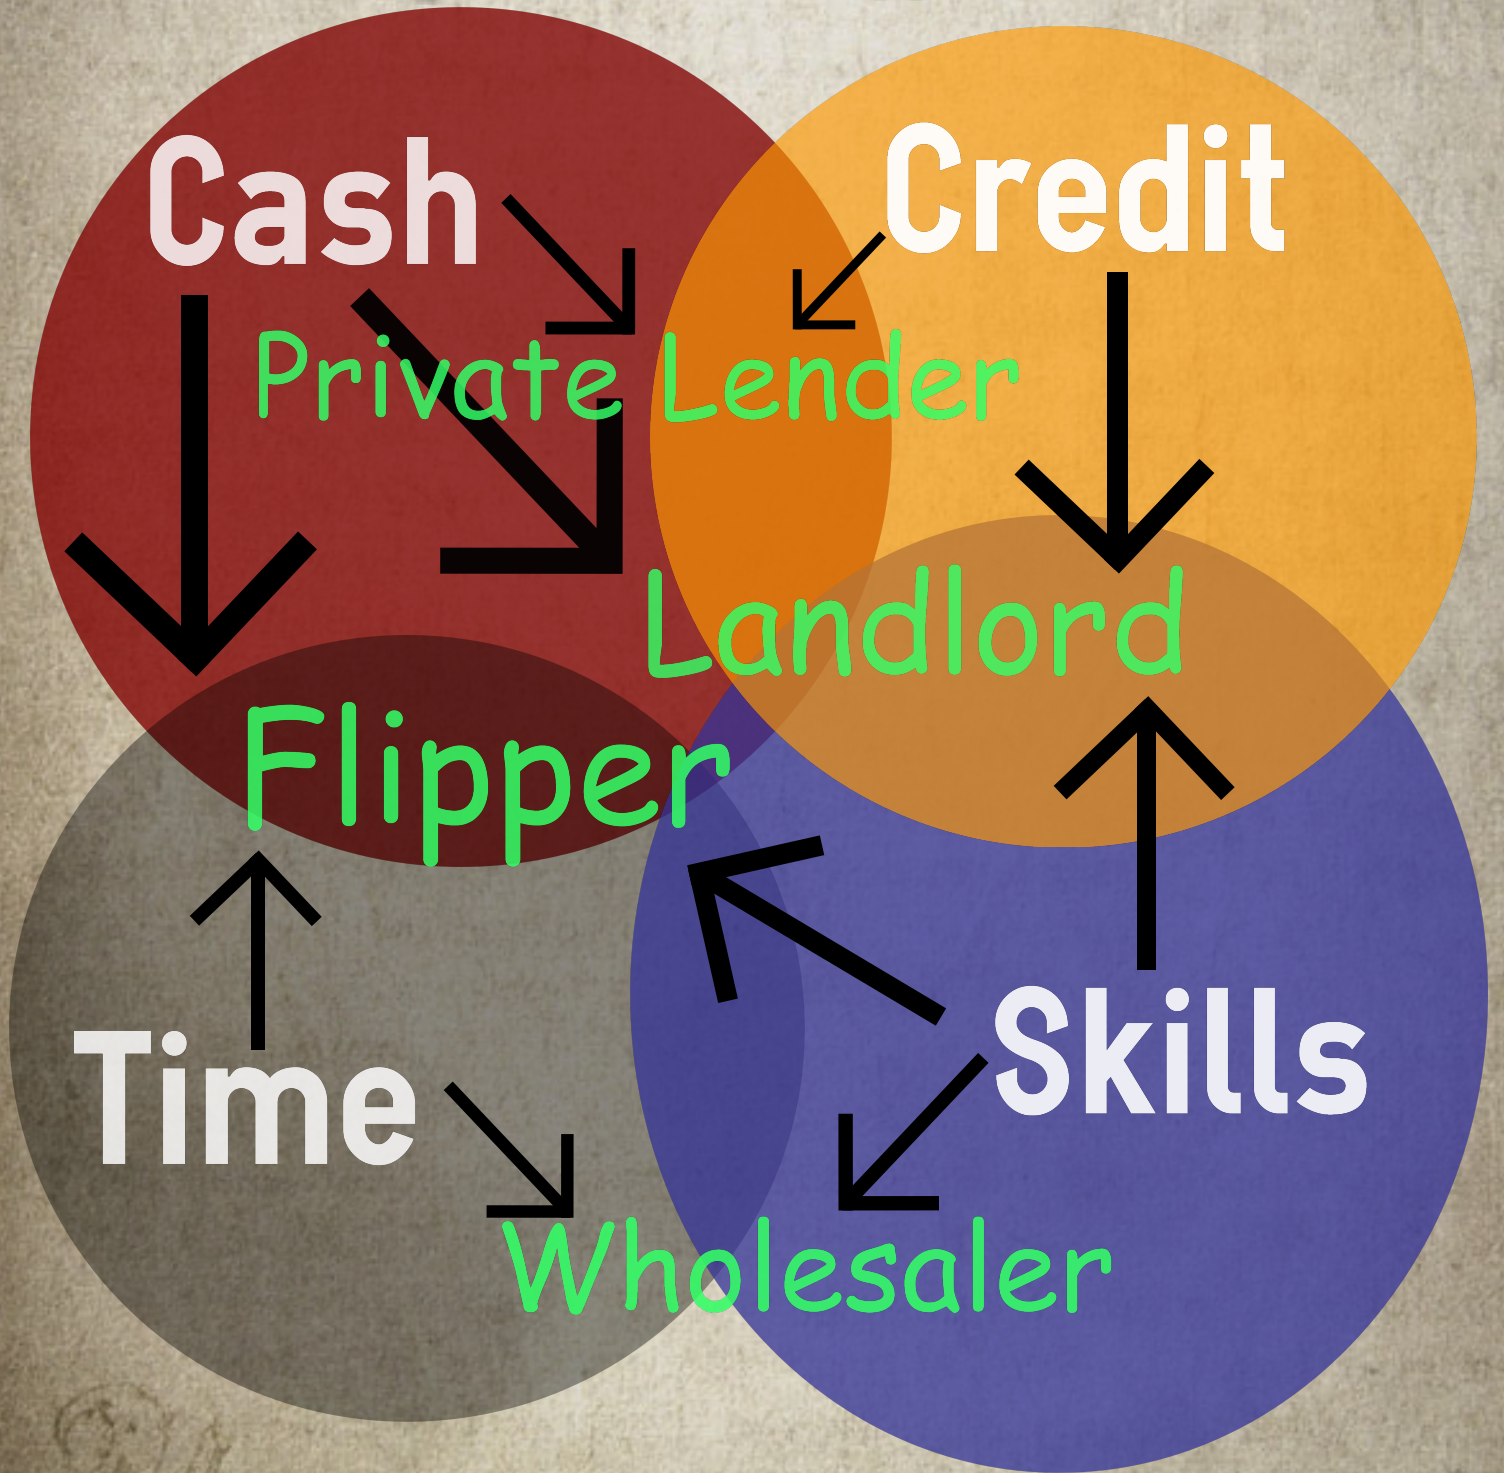 Cash
Credit
Private Lender
Landlord
Flipper
Time
Skills
Wholesaler